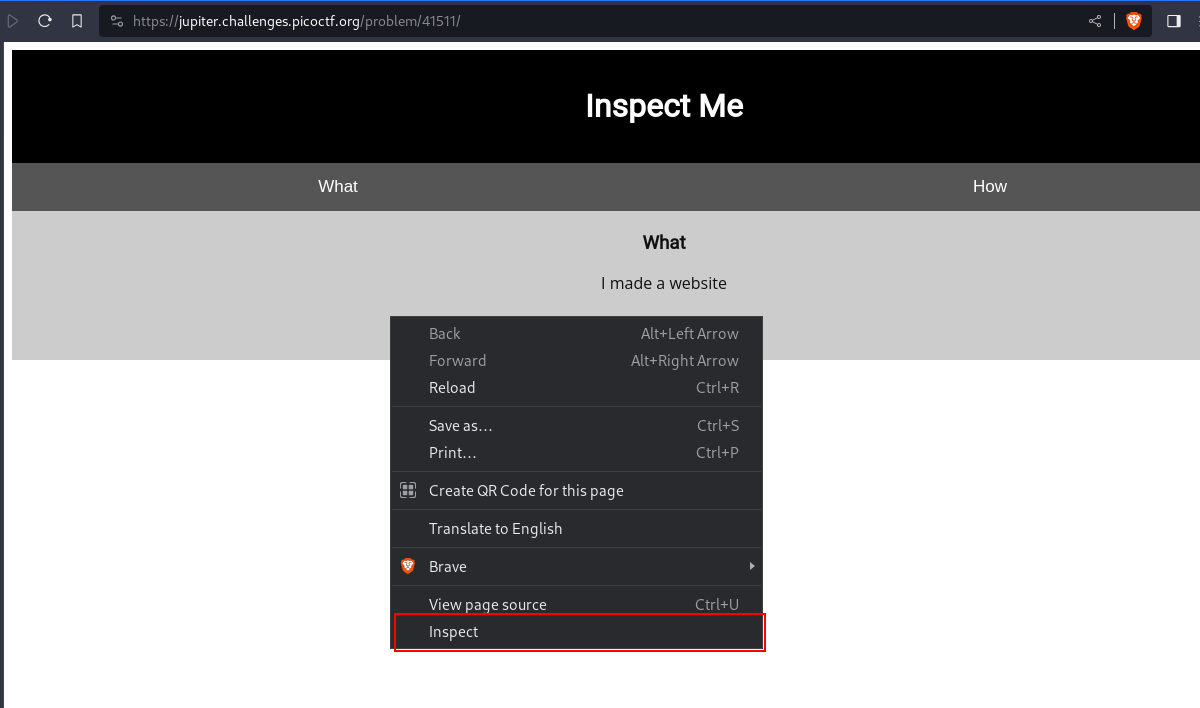 https://jupiter.challenges.picoctf.org/problem/41511/
Inspect Me
What How
What
I made a website
Back Alt+Left Arrow
Forward Alt+Right Arrow
Reload Ctrl+R
Save as… Ctrl+S
Print… Ctrl+P
Create QR Code for this page
Translate to English
Brave
View page source Ctrl+U
Inspect